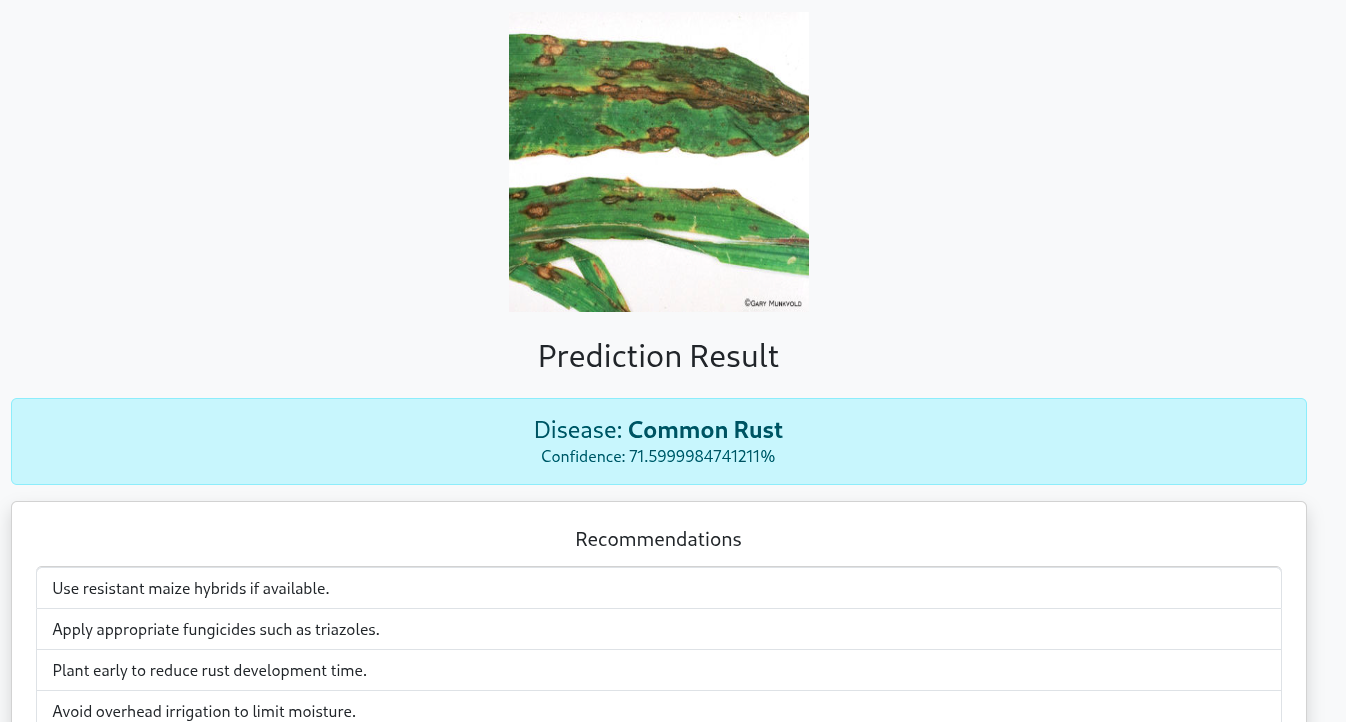 ©GARY MUNKVOLD
Prediction Result
Disease: Common Rust
Confidence: 71.5999984741211%
Recommendations
Use resistant maize hybrids if available.
Apply appropriate fungicides such as triazoles.
Plant early to reduce rust development time.
Avoid overhead irrigation to limit moisture.